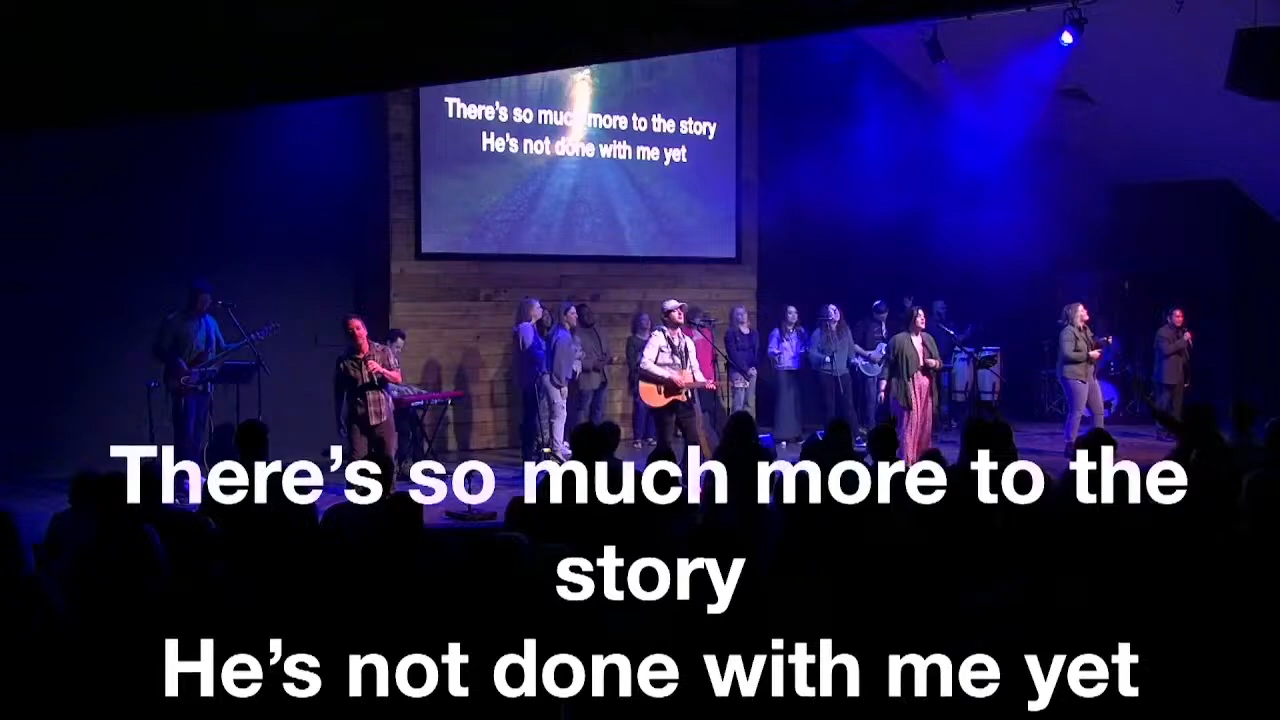 There's so much more to the story
He's not done with me yet
There’s so much more to the
story
He’s not done with me yet